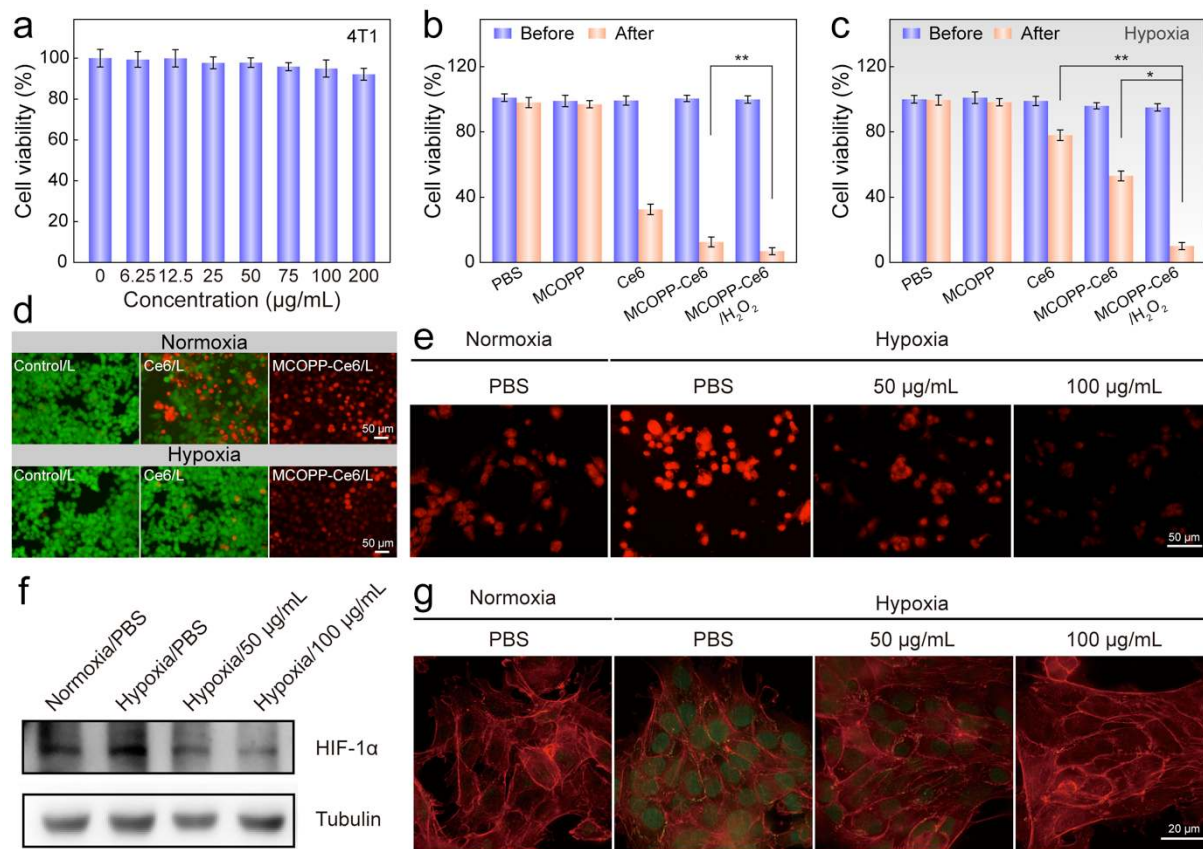 a
4T1
Cell viability (%)
100
80
60
40
20
0
0 6.25 12.5 25 50 75 100 200
Concentration (μg/mL)
b
Before After
**
Cell viability (%)
120
80
40
0
PBS
MCOPP
Ce6
MCOPP-Ce6
MCOPP-Ce6
/H₂O₂
c
Before After
Hypoxia
**
*
Cell viability (%)
120
80
40
0
PBS
MCOPP
Ce6
MCOPP-Ce6
MCOPP-Ce6
/H₂O₂
d
Normoxia
Control/L Ce6/L MCOPP-Ce6/L
50 μm
Hypoxia
Control/L Ce6/L MCOPP-Ce6/L
50 μm
e
Normoxia Hypoxia
PBS PBS 50 μg/mL 100 μg/mL
50 μm
f
Normoxia/PBS
Hypoxia/PBS
Hypoxia/50 μg/mL
Hypoxia/100 μg/mL
HIF-1α
Tubulin
g
Normoxia Hypoxia
PBS PBS 50 μg/mL 100 μg/mL
20 μm